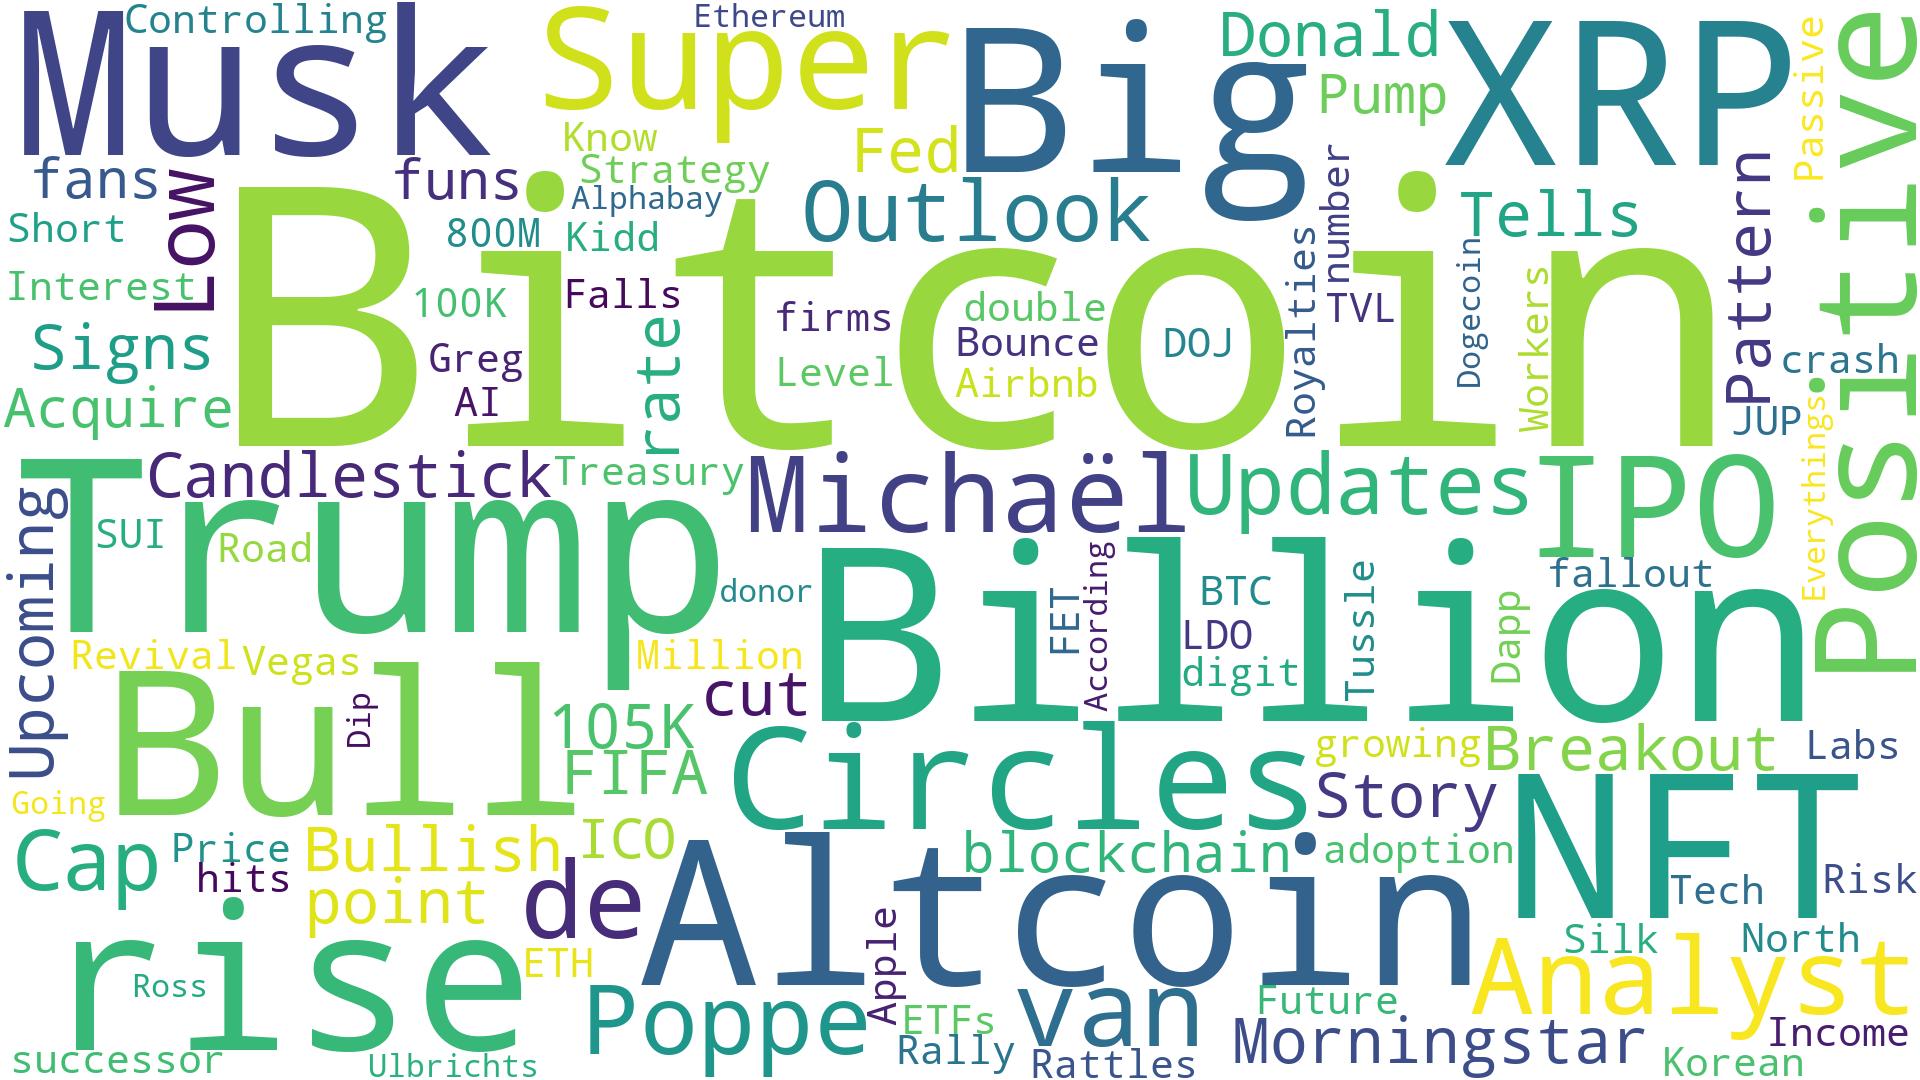 Musk
Controlling
Super
Ethereum
Big
Donald
Pump
XRP
Passive
Positive
Know
Fed
Strategy
fans
Low
funs
Alphabay
Outlook
number
Tells
Pattern
Short
800M
Kidd
Bitcoin
Interest
100K
Falls
firms
double
Royalties
TVL
Dogecoin
Workers
Signs
Greg
rate
Level
Bounce
DOJ
crash
Acquire
AI
Airbnb
JUP
Everythings
Candlestick
Treasury
Michaël
Updates
IPO
Upcoming
Trump
SUI
Road
donor
Billion
FET
According
BTC
Tussle
Dapp
fallout
Revival
Vegas
Million
LDO
digit
Bull
Dip
cut
105K
FIFA
Circles
growing
Breakout
Labs
Going
Story
NFT
Cap
Price
hits
Bullish
ICO
point
de
Altcoin
blockchain
adoption
Tech
Risk
rise
Ross
ETH
Apple
Silk
North
Analyst
Poppe
ETFs
van
Future
successor
Ulbrichts
Rally
Rattles
Morningstar
Income
Korean